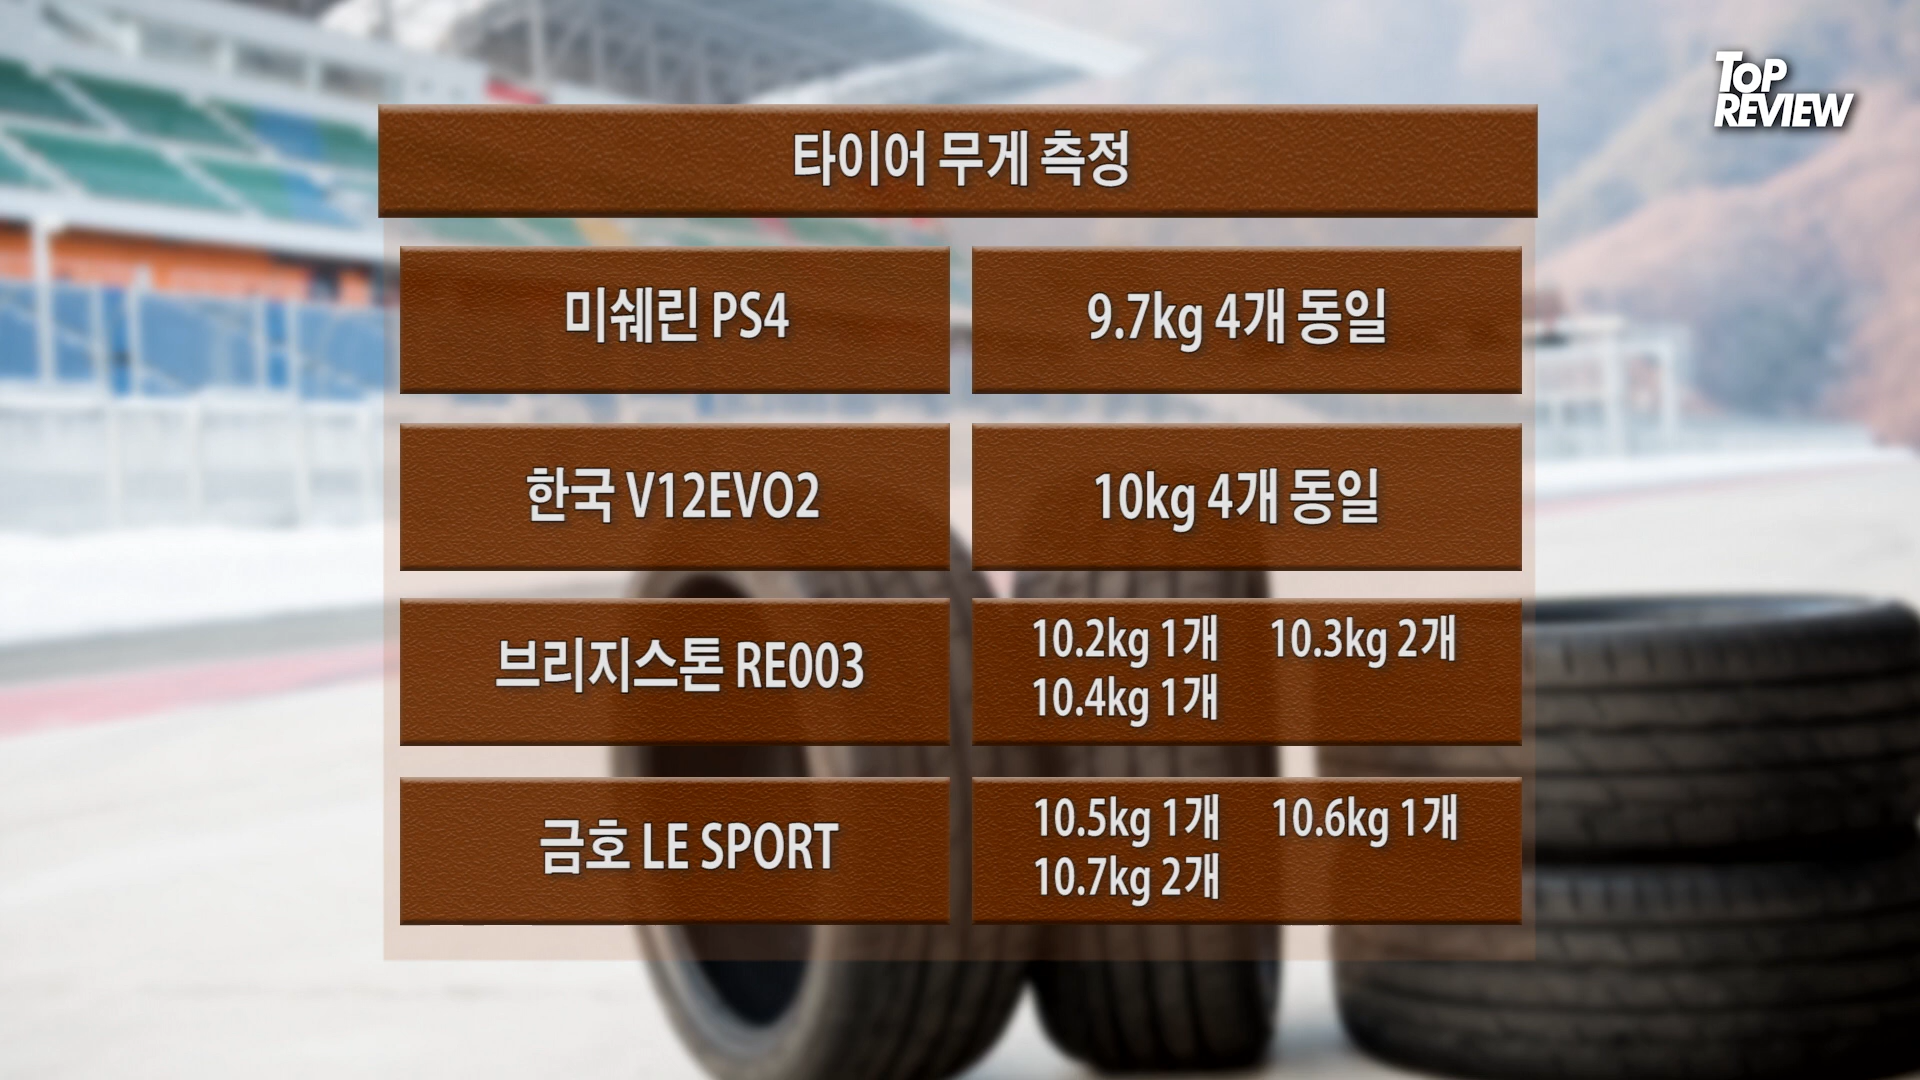 TOP
REVIEW
타이어 무게 측정
미쉐린 PS4
9.7kg 4개 동일
한국 V12EVO2
10kg 4개 동일
브리지스톤 RE003
10.2kg 1개 10.3kg 2개
10.4kg 1개
금호 LE SPORT
10.5kg 1개 10.6kg 1개
10.7kg 2개